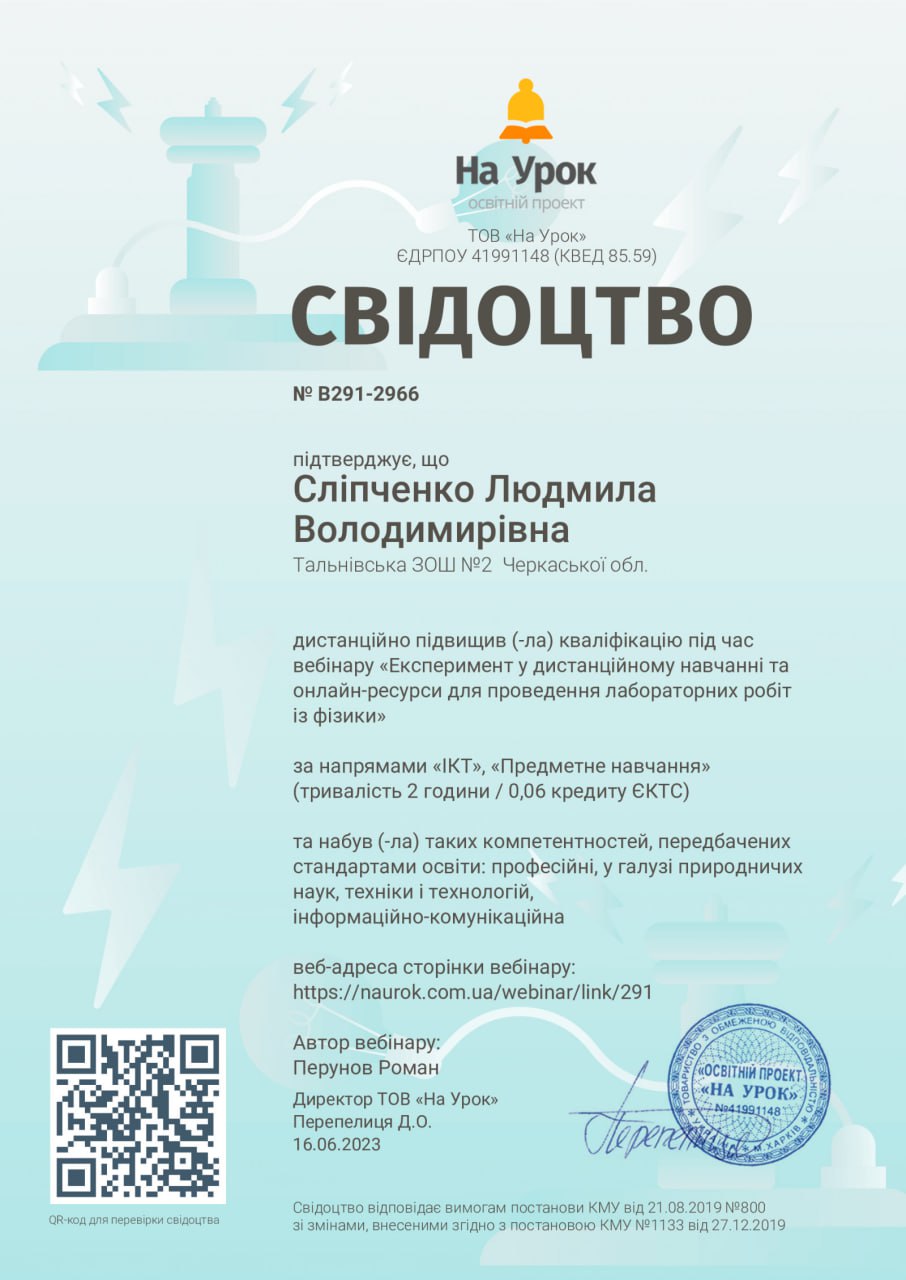 На Урок
освітній проект
ТОВ «На Урок»
ЄДРПОУ 41991148 (КВЕД 85.59)
СВІДОЦТВО
№ B291-2966
підтверджує, що
Сліпченко Людмила
Володимирівна
Тальнівська ЗОШ №2 Черкаської обл.
дистанційно підвищив (-ла) кваліфікацію під час
вебінару «Експеримент у дистанційному навчанні та
онлайн-ресурси для проведення лабораторних робіт
із фізики»
за напрямами «ІКТ», «Предметне навчання»
(тривалість 2 години / 0,06 кредиту ЄКТС)
та набув (-ла) таких компетентностей, передбачених
стандартами освіти: професійні, у галузі природничих
наук, техніки і технологій,
інформаційно-комунікаційна
веб-адреса сторінки вебінару:
https://naurok.com.ua/webinar/link/291
Автор вебінару:
Перунов Роман
Директор ТОВ «На Урок»
Перепелиця Д.О.
16.06.2023
ТОВАРИСТВО З ОБМЕЖЕНОЮ ВІДПОВІДАЛЬНІСТЮ
«ОСВІТНІЙ ПРОЕКТ
«НА УРОК»
№41991148
М.ХАРКІВ
QR-код для перевірки свідоцтва
Свідоцтво відповідає вимогам постанови КМУ від 21.08.2019 №800
зі змінами, внесеними згідно з постановою КМУ №1133 від 27.12.2019